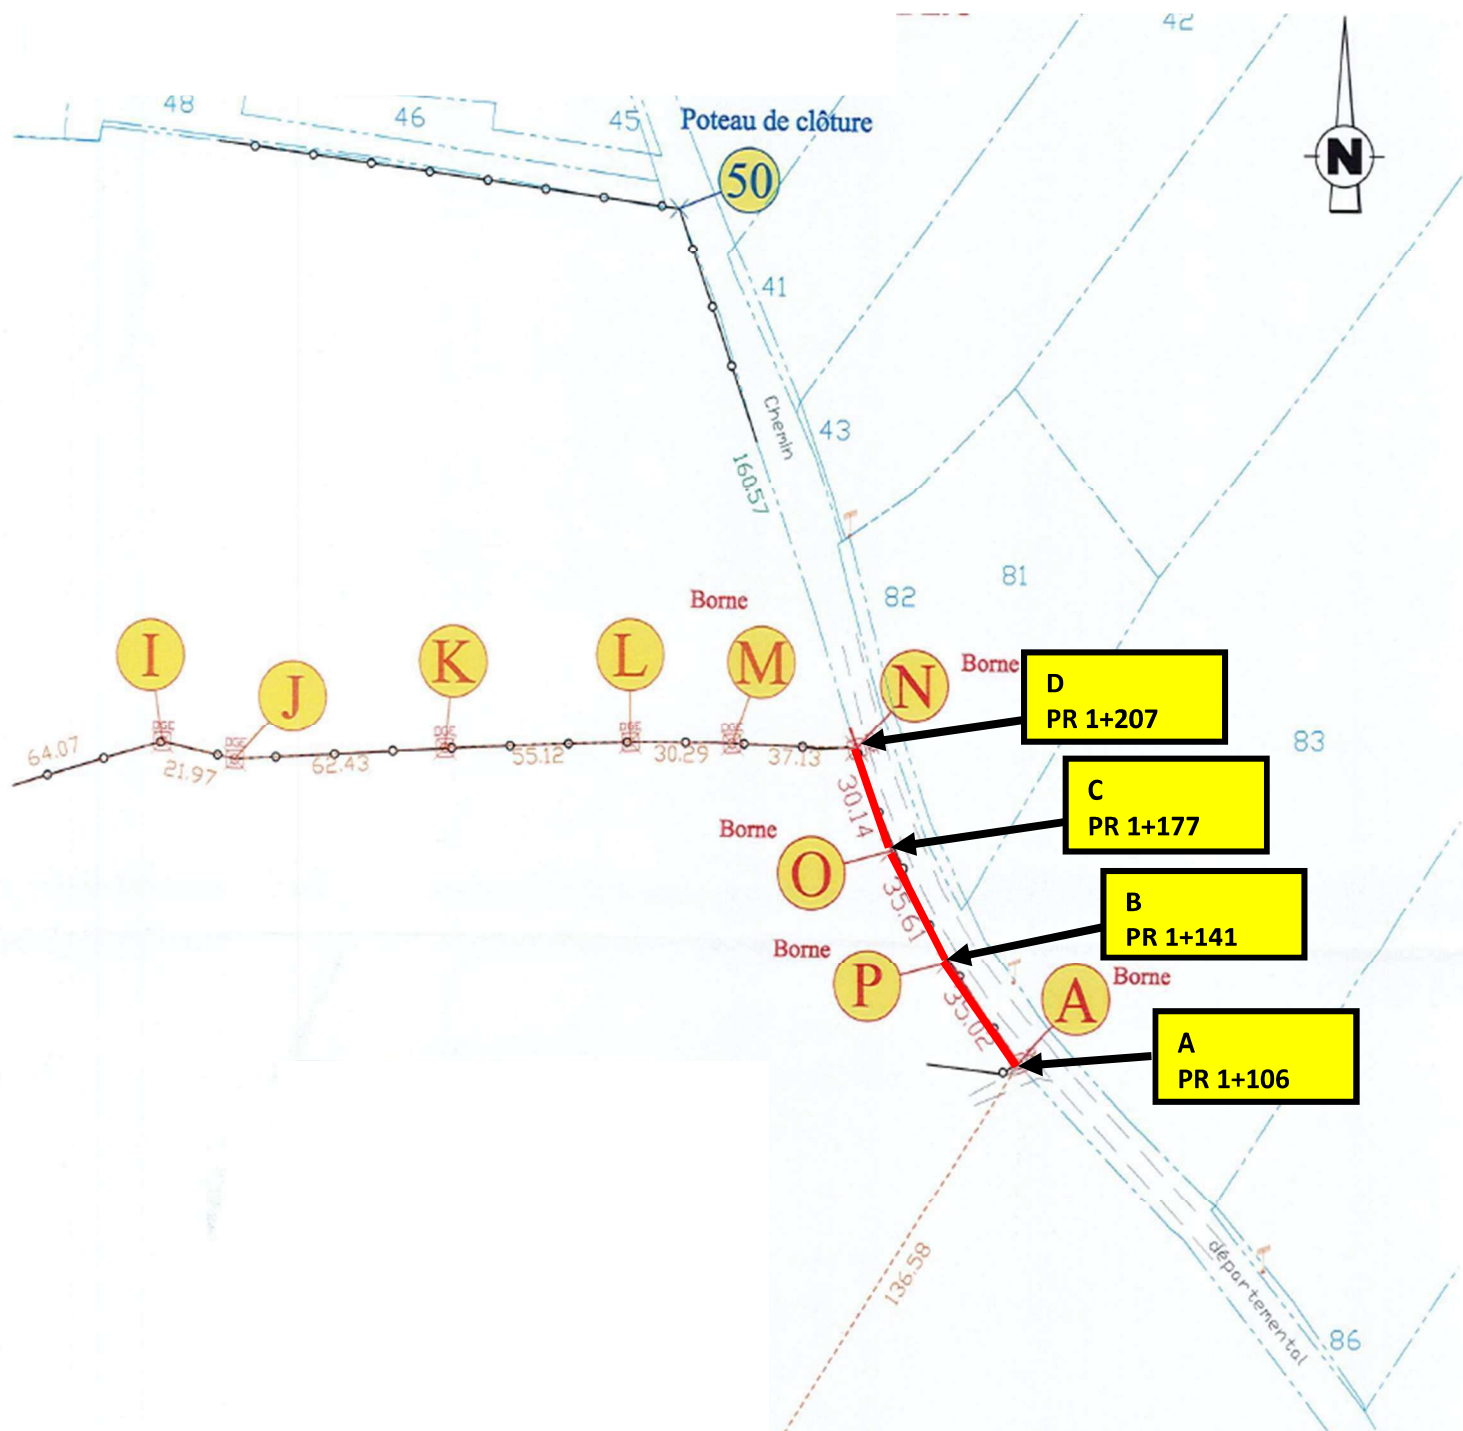 42
48
46
45
Poteau de clôture
50
N
41
Chemin
43
160.57
81
82
Borne
I
J
K
L
M
N
Borne
D
PR 1+207
83
64.07
21.97
62.43
55.12
30.29
37.13
30.14
C
PR 1+177
Borne
O
35.61
B
PR 1+141
Borne
P
A
Borne
35.02
A
PR 1+106
136.58
départemental
86